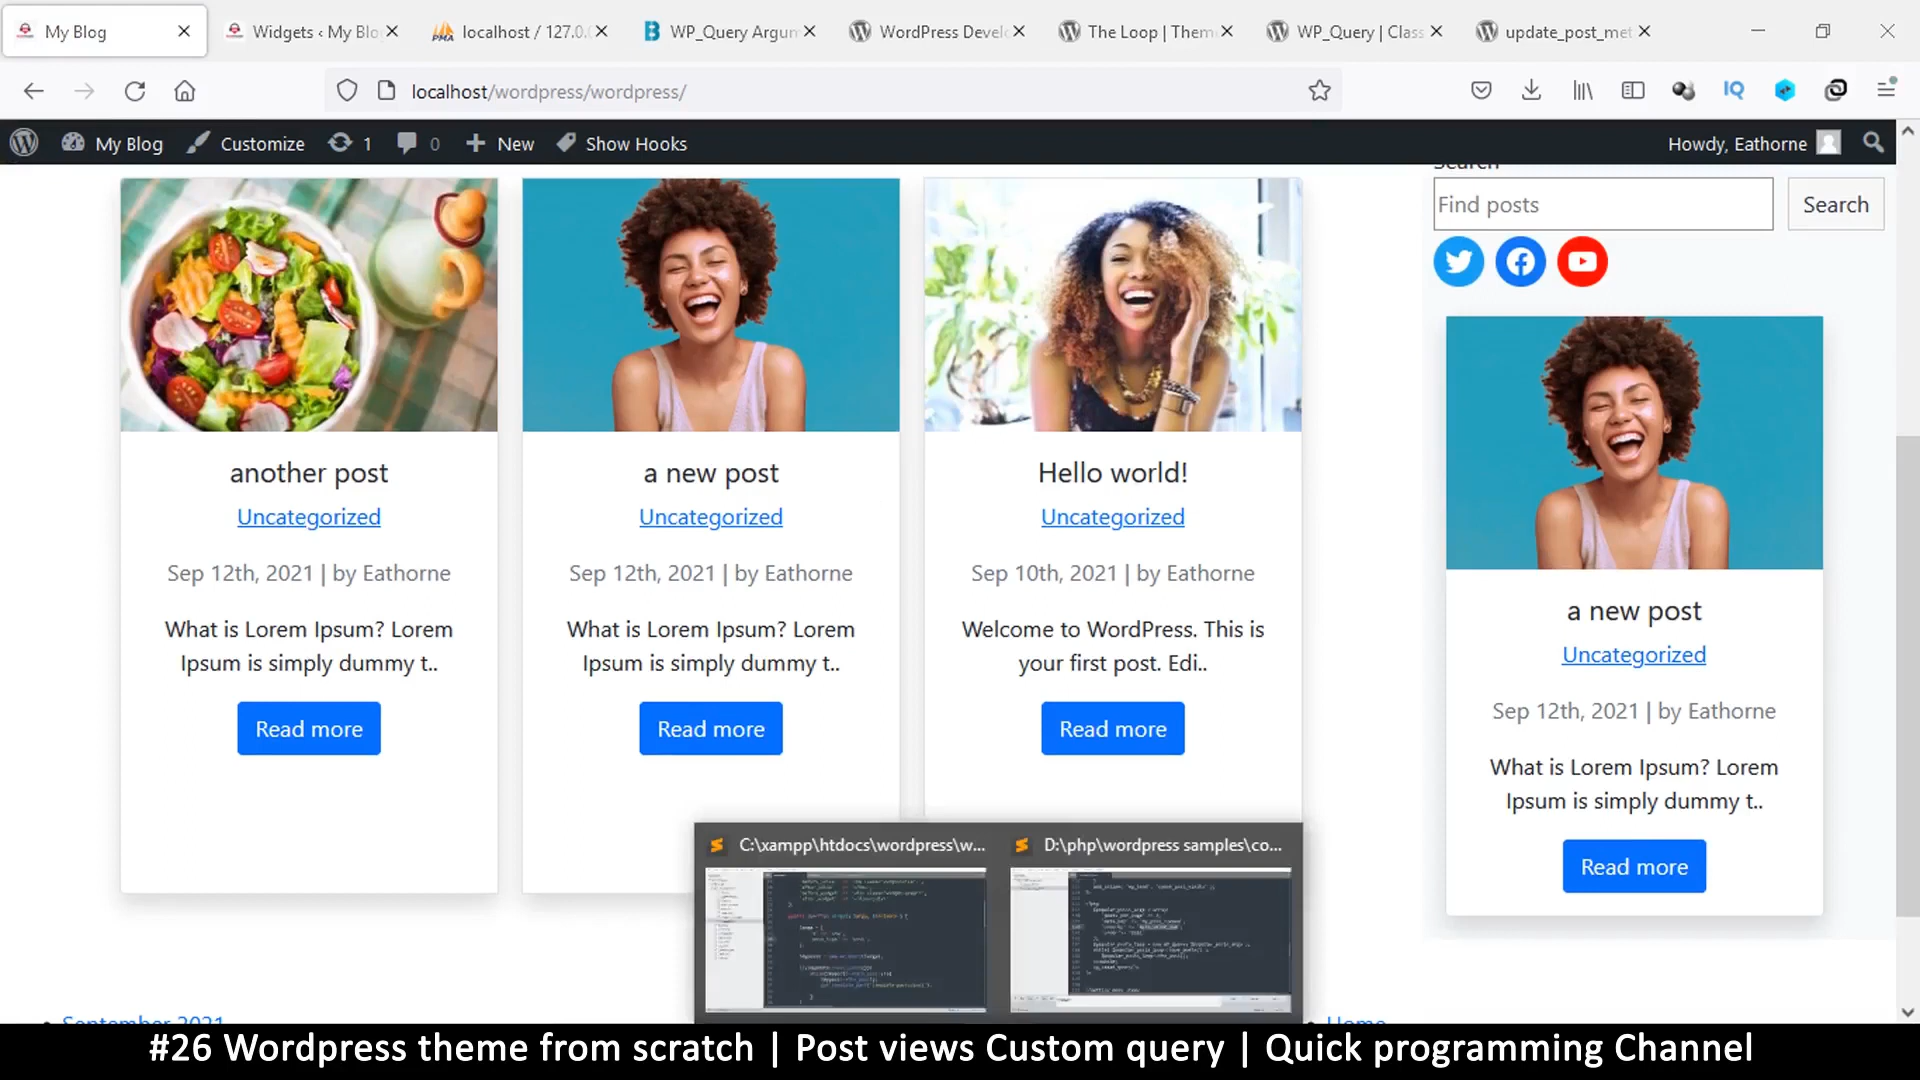 My Blog
Widgets ‹ My Blo
localhost / 127.0.
WP_Query Argun
WordPress Devel
The Loop | Them
WP_Query | Class
update_post_met
localhost/wordpress/wordpress/
IQ
My Blog
Customize
1
0
New
Show Hooks
Howdy, Eathorne
Search
Find posts
Search
another post
Uncategorized
Sep 12th, 2021 | by Eathorne
What is Lorem Ipsum? Lorem
Ipsum is simply dummy t..
Read more
a new post
Uncategorized
Sep 12th, 2021 | by Eathorne
What is Lorem Ipsum? Lorem
Ipsum is simply dummy t..
Read more
Hello world!
Uncategorized
Sep 10th, 2021 | by Eathorne
Welcome to WordPress. This is
your first post. Edi..
Read more
a new post
Uncategorized
Sep 12th, 2021 | by Eathorne
What is Lorem Ipsum? Lorem
Ipsum is simply dummy t..
Read more
C:\xampp\htdocs\wordpress\w...
D:\php\wordpress samples\co...
September 2021
Home
#26 Wordpress theme from scratch | Post views Custom query | Quick programming Channel